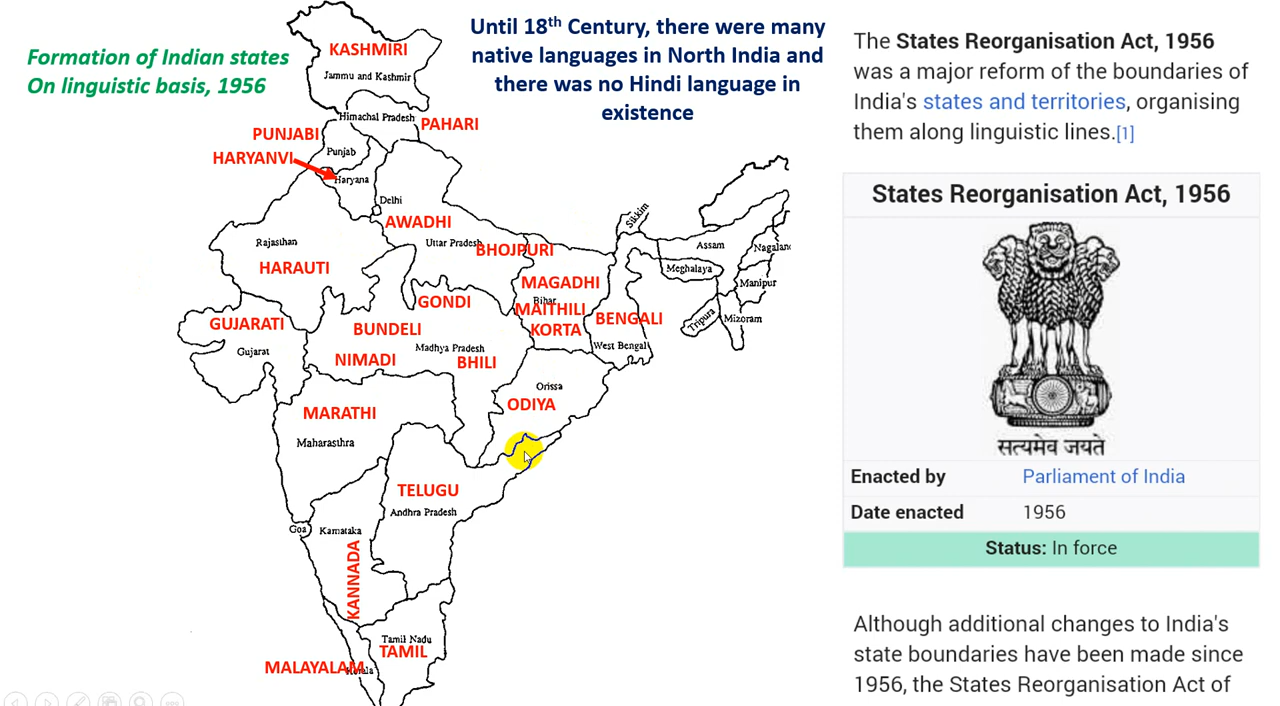 Formation of Indian states
On linguistic basis, 1956
Until 18th Century, there were many
native languages in North India and
there was no Hindi language in
existence
KASHMIRI
Jammu and Kashmir
Himachal Pradesh
PAHARI
PUNJABI
Punjab
HARYANVI
Haryana
Delhi
AWADHI
Uttar Pradesh
BHOJPURI
Rajasthan
HARAUTI
Sikkim
Assam
Nagalan
Meghalaya
Manipur
Tripura
Mizoram
MAGADHI
Bihar
MAITHILI
KORTA
GONDI
BENGALI
West Bengal
GUJARATI
Gujarat
BUNDELI
Madhya Pradesh
NIMADI
BHILI
Orissa
ODIYA
MARATHI
Maharasthra
TELUGU
Andhra Pradesh
Goa
Karnataka
KANNADA
Tamil Nadu
TAMIL
MALAYALAM
Kerala
The States Reorganisation Act, 1956
was a major reform of the boundaries of
India's states and territories, organising
them along linguistic lines.[1]
States Reorganisation Act, 1956
सत्यमेव जयते
Enacted by Parliament of India
Date enacted 1956
Status: In force
Although additional changes to India's
state boundaries have been made since
1956, the States Reorganisation Act of